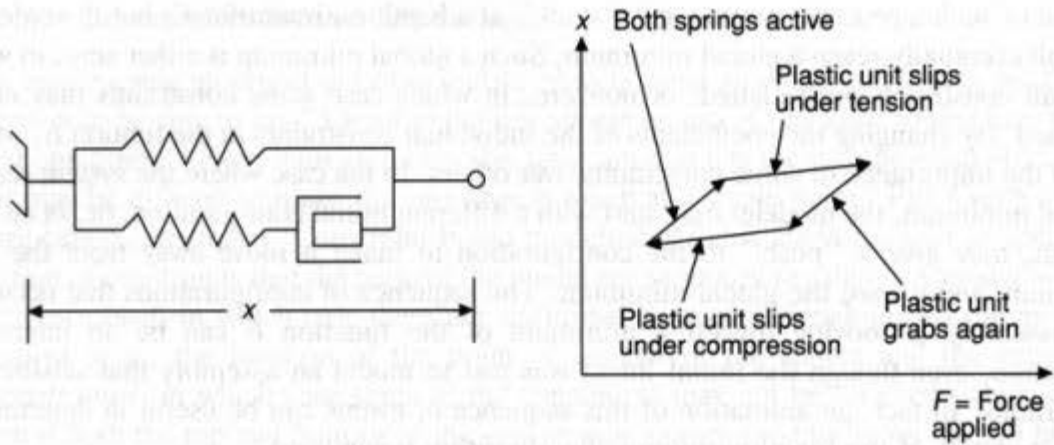 x Both springs active
Plastic unit slips
under tension
x
Plastic unit slips
under compression
Plastic unit
grabs again
F = Force
applied